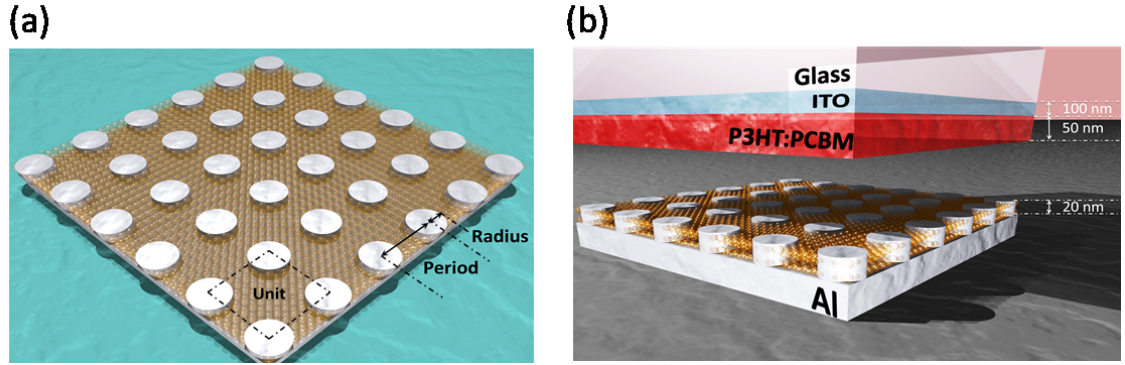 (a)
Radius
Period
Unit
(b)
Glass
ITO
P3HT:PCBM
100 nm
50 nm
20 nm
Al